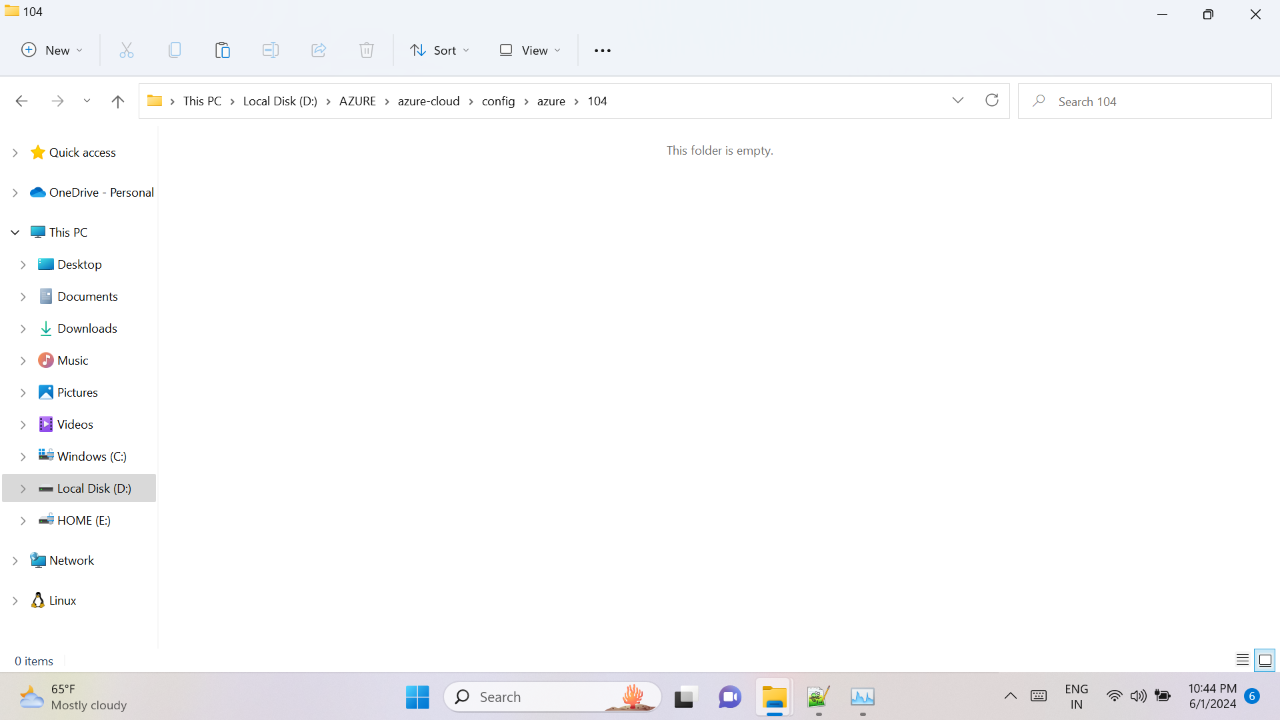 104
New
Sort
View
This PC
Local Disk (D:)
AZURE
azure-cloud
config
azure
104
Search 104
Quick access
OneDrive - Personal
This PC
Desktop
Documents
Downloads
Music
Pictures
Videos
Windows (C:)
Local Disk (D:)
HOME (E:)
Network
Linux
This folder is empty.
0 items
65°F
Mostly cloudy
Search
ENG
IN
10:44 PM
6/1/2024
6